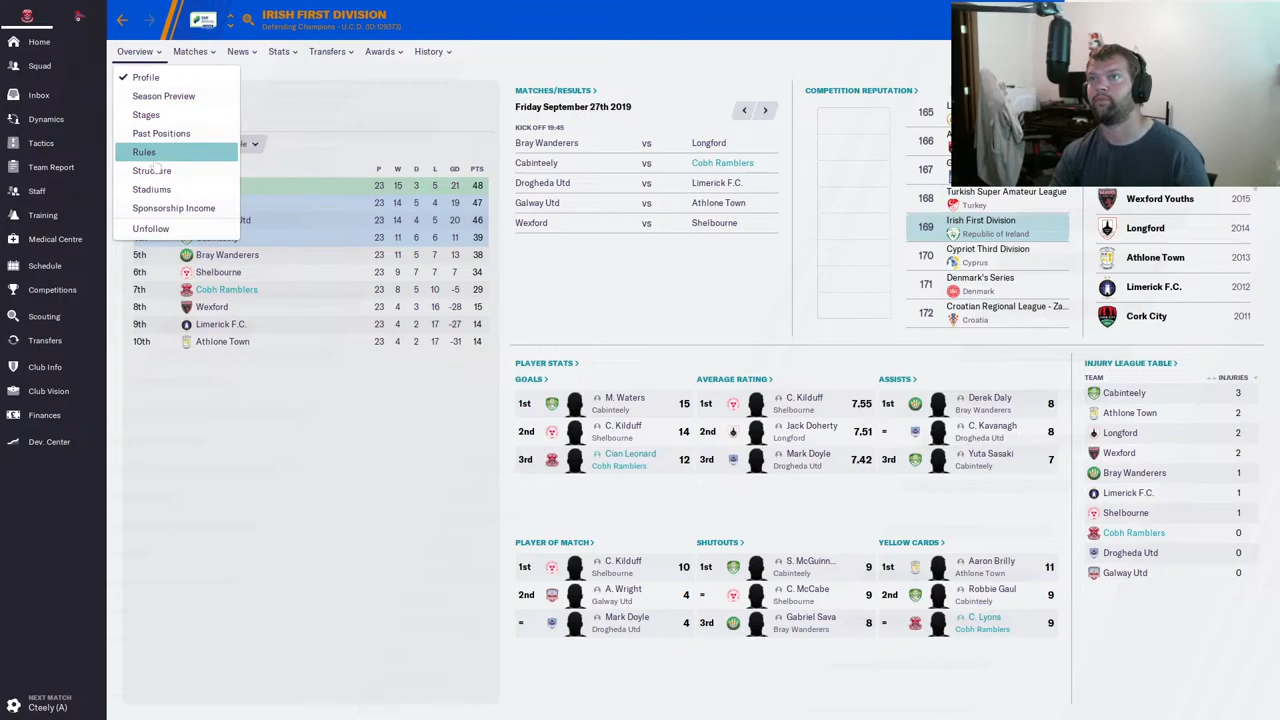 IRISH FIRST DIVISION
Defending Champions - U.C.D. (ID:129373)
Home
Squad
Inbox
Dynamics
Tactics
Team Report
Staff
Training
Medical Centre
Schedule
Competitions
Scouting
Transfers
Club Info
Club Vision
Finances
Dev. Center
NEXT MATCH
Cteely (A)
Overview
Matches
News
Stats
Transfers
Awards
History
Profile
Season Preview
Stages
Past Positions
Rules
Structure
Stadiums
Sponsorship Income
Unfollow
P W D L GD PTS
23 15 3 5 21 48
23 14 5 4 19 47
23 14 4 5 20 46
23 11 6 6 11 39
5th Bray Wanderers 23 11 5 7 13 38
6th Shelbourne 23 9 7 7 7 34
7th Cobh Ramblers 23 8 5 10 -5 29
8th Wexford 23 4 3 16 -28 15
9th Limerick F.C. 23 4 2 17 -27 14
10th Athlone Town 23 4 2 17 -31 14
MATCHES/RESULTS
Friday September 27th 2019
KICK OFF 19:45
Bray Wanderers vs Longford
Cabinteely vs Cobh Ramblers
Drogheda Utd vs Limerick F.C.
Galway Utd vs Athlone Town
Wexford vs Shelbourne
COMPETITION REPUTATION
165
166
167
168 Turkish Super Amateur League
Turkey
169 Irish First Division
Republic of Ireland
170 Cypriot Third Division
Cyprus
171 Denmark's Series
Denmark
172 Croatian Regional League - Za...
Croatia
Wexford Youths 2015
Longford 2014
Athlone Town 2013
Limerick F.C. 2012
Cork City 2011
PLAYER STATS
GOALS
1st M. Waters 15
Cabinteely
2nd C. Kilduff 14
Shelbourne
3rd Cian Leonard 12
Cobh Ramblers
AVERAGE RATING
1st C. Kilduff 7.55
Shelbourne
2nd Jack Doherty 7.51
Longford
3rd Mark Doyle 7.42
Drogheda Utd
ASSISTS
1st Derek Daly 8
Bray Wanderers
= C. Kavanagh 8
Drogheda Utd
3rd Yuta Sasaki 7
Cabinteely
PLAYER OF MATCH
1st C. Kilduff 10
Shelbourne
2nd A. Wright 4
Galway Utd
= Mark Doyle 4
Drogheda Utd
SHUTOUTS
1st S. McGuinn... 9
Cabinteely
= C. McCabe 9
Shelbourne
3rd Gabriel Sava 8
Bray Wanderers
YELLOW CARDS
1st Aaron Brilly 11
Athlone Town
2nd Robbie Gaul 9
Cabinteely
= C. Lyons 9
Cobh Ramblers
INJURY LEAGUE TABLE
TEAM INJURIES
Cabinteely 3
Athlone Town 2
Longford 2
Wexford 2
Bray Wanderers 1
Limerick F.C. 1
Shelbourne 1
Cobh Ramblers 0
Drogheda Utd 0
Galway Utd 0